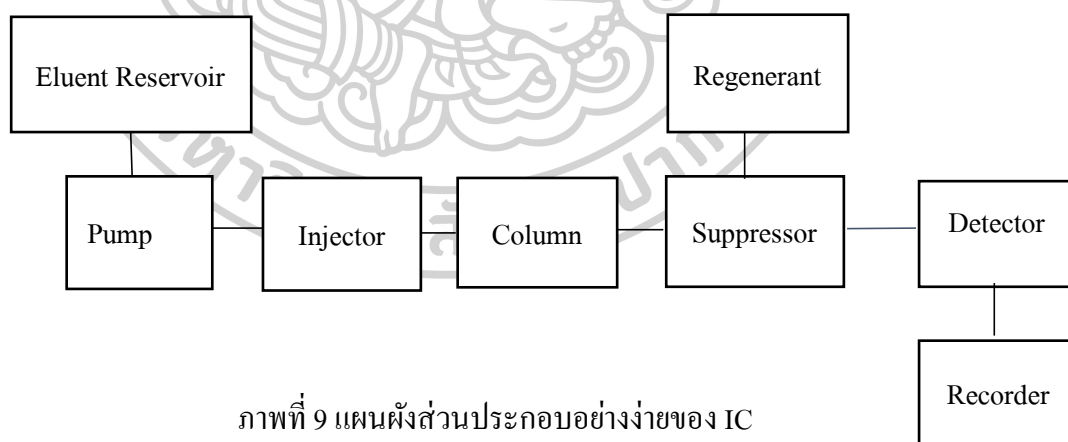 Eluent Reservoir
Regenerant
Pump
Injector
Column
Suppressor
Detector
Recorder
ภาพที่ 9 แผนผังส่วนประกอบอย่างง่ายของ IC